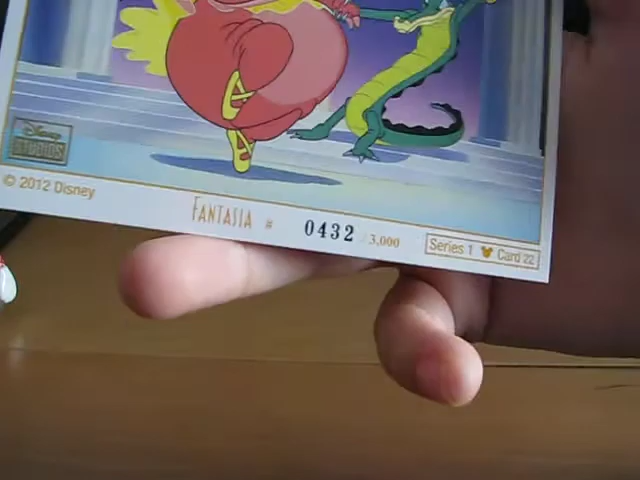 Disney
STUDIOS
© 2012 Disney
FANTASIA # 0432 / 3,000
Series 1 Card 22